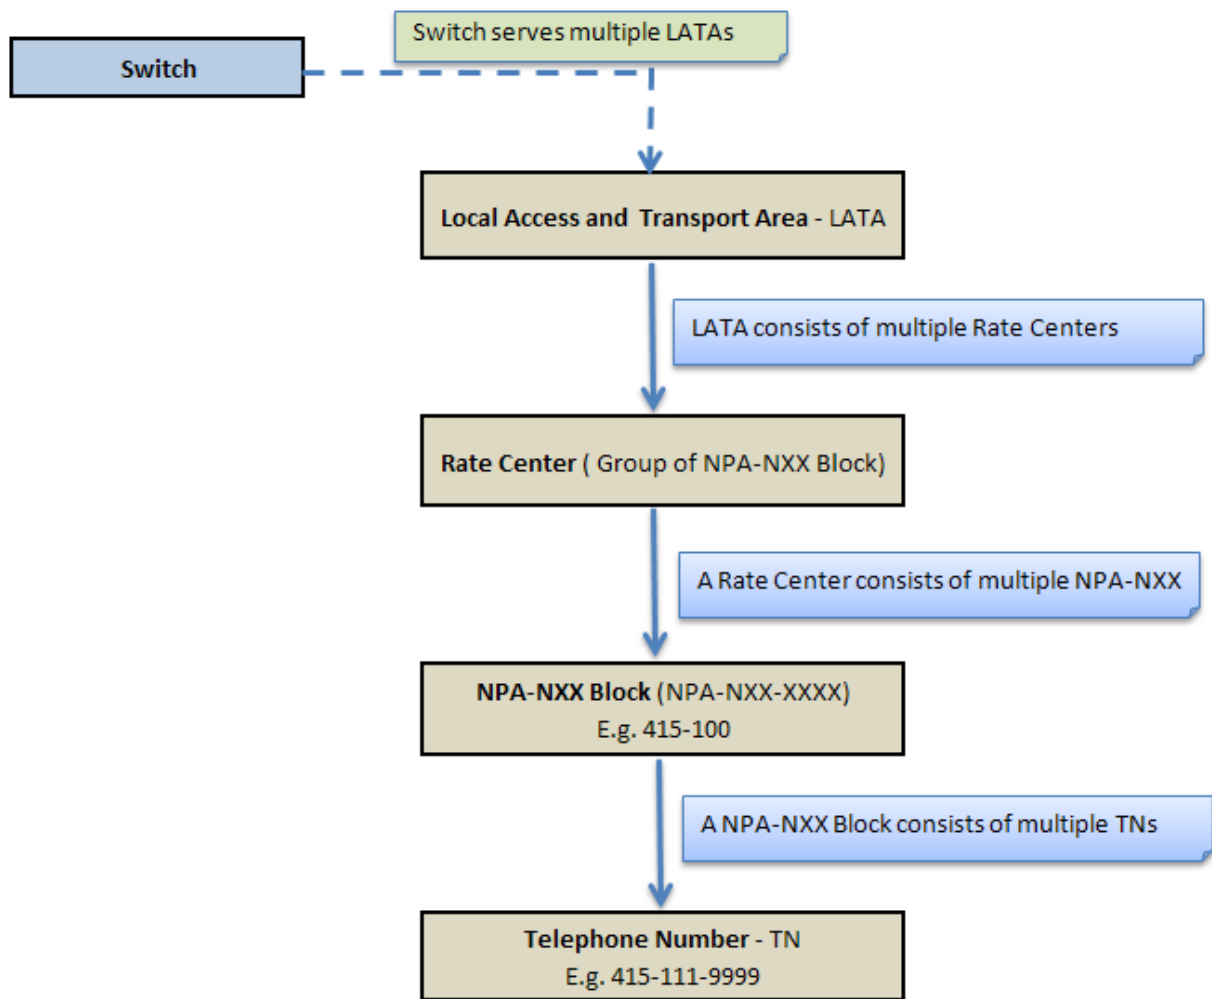 Switch serves multiple LATAs
Switch
Local Access and Transport Area - LATA
LATA consists of multiple Rate Centers
Rate Center ( Group of NPA-NXX Block)
A Rate Center consists of multiple NPA-NXX
NPA-NXX Block (NPA-NXX-XXXX)
E.g. 415-100
A NPA-NXX Block consists of multiple TNs
Telephone Number - TN
E.g. 415-111-9999